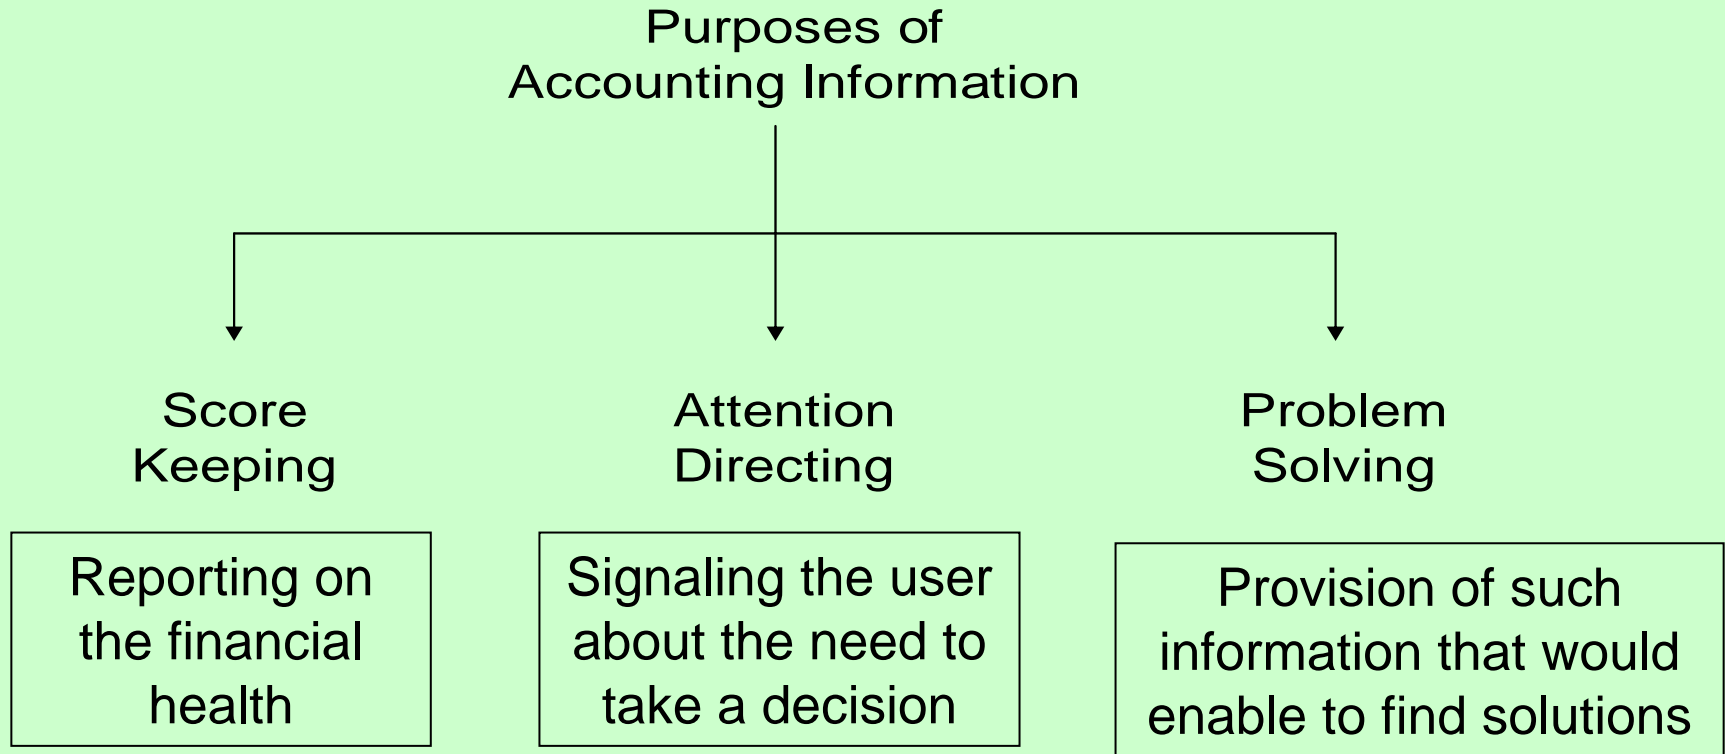 Purposes of
Accounting Information
Score
Keeping
Attention
Directing
Problem
Solving
Reporting on
the financial
health
Signaling the user
about the need to
take a decision
Provision of such
information that would
enable to find solutions